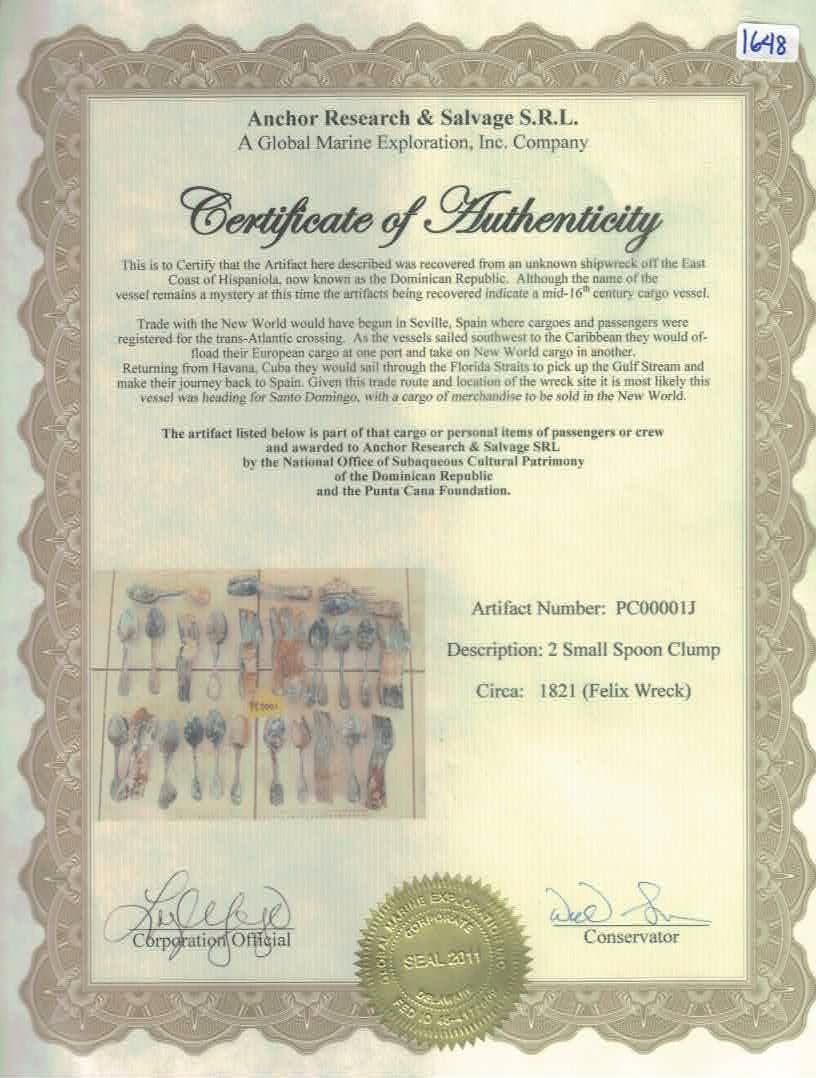 1648
Anchor Research & Salvage S.R.L.
A Global Marine Exploration, Inc. Company
Certificate of Authenticity
This is to Certify that the Artifact here described was recovered from an unknown shipwreck off the East
Coast of Hispaniola, now known as the Dominican Republic. Although the name of the
vessel remains a mystery at this time the artifacts being recovered indicate a mid-16th century cargo vessel.
Trade with the New World would have begun in Seville, Spain where cargoes and passengers were
registered for the trans-Atlantic crossing. As the vessels sailed southwest to the Caribbean they would of-
fload their European cargo at one port and take on New World cargo in another.
Returning from Havana, Cuba they would sail through the Florida Straits to pick up the Gulf Stream and
make their journey back to Spain. Given this trade route and location of the wreck site it is most likely this
vessel was heading for Santo Domingo, with a cargo of merchandise to be sold in the New World.
The artifact listed below is part of that cargo or personal items of passengers or crew
and awarded to Anchor Research & Salvage SRL
by the National Office of Subaqueous Cultural Patrimony
of the Dominican Republic
and the Punta Cana Foundation.
PC0001
Artifact Number: PC00001J
Description: 2 Small Spoon Clump
Circa: 1821 (Felix Wreck)
Corporation Official
GLOBAL MARINE EXPLORATION, INC
CORPORATE
SEAL 2011
DELAWARE
FED ID
Conservator